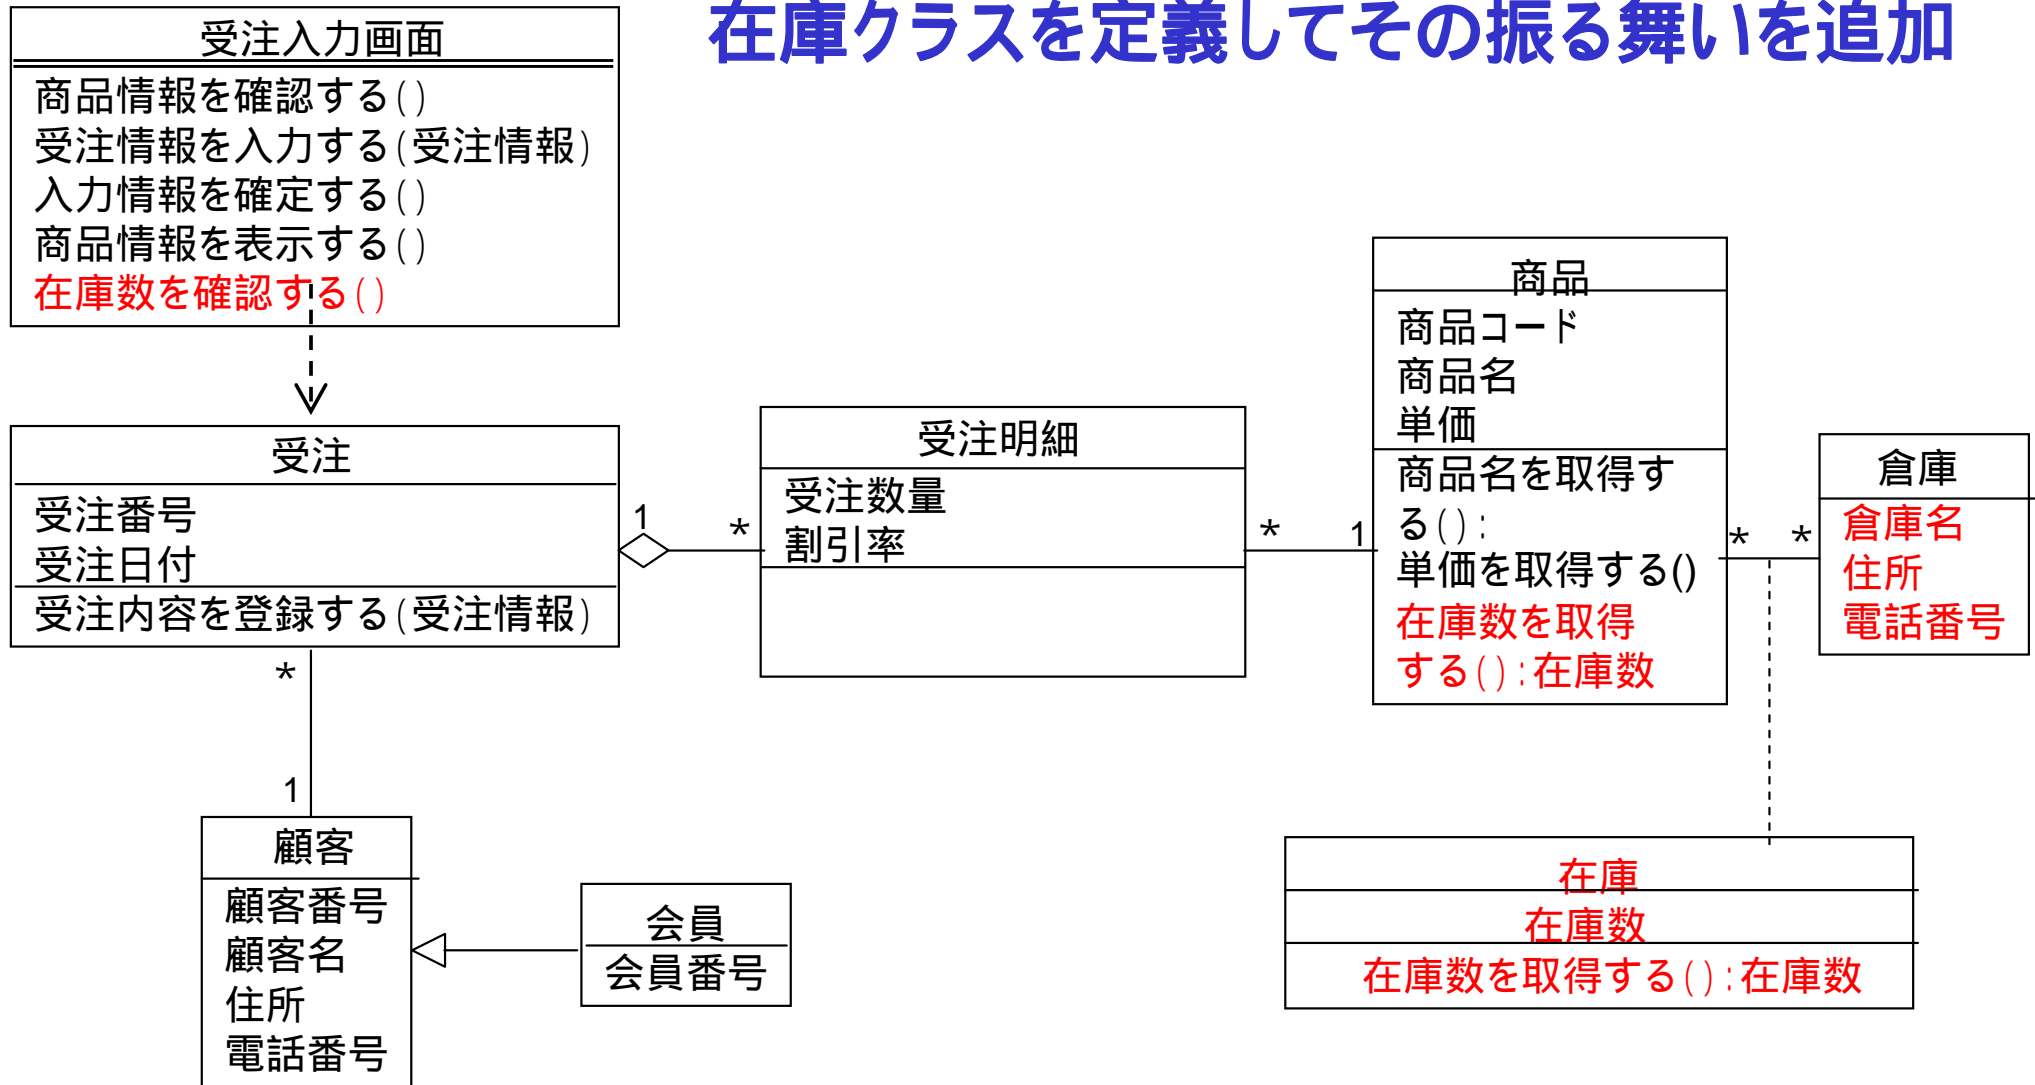 在庫クラスを定義してその振る舞いを追加
受注入力画面
商品情報を確認する()
受注情報を入力する(受注情報)
入力情報を確定する()
商品情報を表示する()
在庫数を確認する()
受注
受注番号
受注日付
受注内容を登録する(受注情報)
1
*
受注明細
受注数量
割引率
*
1
商品
商品コード
商品名
単価
商品名を取得す
る():
単価を取得する()
在庫数を取得
する():在庫数
*
*
倉庫
倉庫名
住所
電話番号
*
1
顧客
顧客番号
顧客名
住所
電話番号
会員
会員番号
在庫
在庫数
在庫数を取得する():在庫数